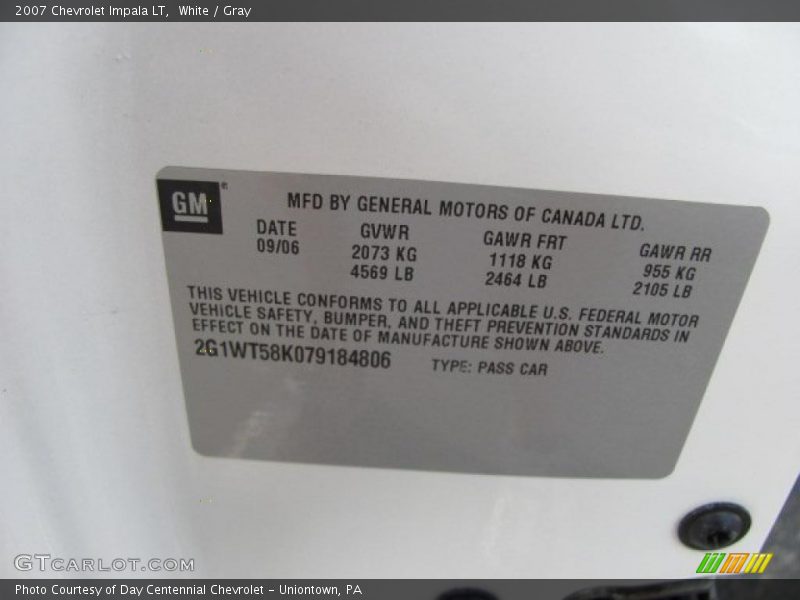 2007 Chevrolet Impala LT, White / Gray
GM
MFD BY GENERAL MOTORS OF CANADA LTD.
DATE GVWR GAWR FRT GAWR RR
09/06 2073 KG 1118 KG 955 KG
4569 LB 2464 LB 2105 LB
THIS VEHICLE CONFORMS TO ALL APPLICABLE U.S. FEDERAL MOTOR
VEHICLE SAFETY, BUMPER, AND THEFT PREVENTION STANDARDS IN
EFFECT ON THE DATE OF MANUFACTURE SHOWN ABOVE.
2G1WT58K079184806 TYPE: PASS CAR
GTCARLOT.COM
Photo Courtesy of Day Centennial Chevrolet - Uniontown, PA